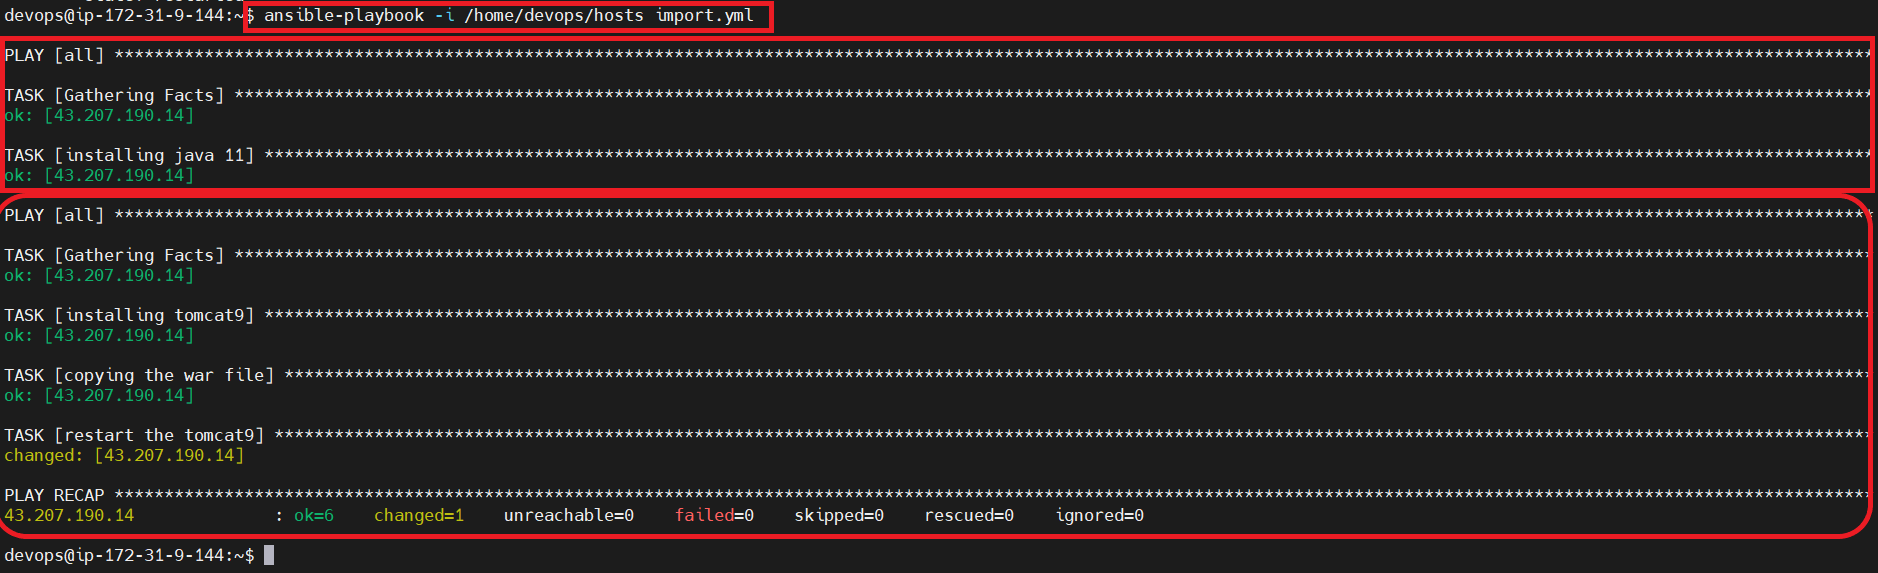 devops@ip-172-31-9-144:~$ ansible-playbook -i /home/devops/hosts import.yml
PLAY [all] ********************************************************************************************************************************************************************************
TASK [Gathering Facts] ********************************************************************************************************************************************************************
ok: [43.207.190.14]
TASK [installing java 11] *****************************************************************************************************************************************************************
ok: [43.207.190.14]
PLAY [all] ********************************************************************************************************************************************************************************
TASK [Gathering Facts] ********************************************************************************************************************************************************************
ok: [43.207.190.14]
TASK [installing tomcat9] *****************************************************************************************************************************************************************
ok: [43.207.190.14]
TASK [copying the war file] ***************************************************************************************************************************************************************
ok: [43.207.190.14]
TASK [restart the tomcat9] ****************************************************************************************************************************************************************
changed: [43.207.190.14]
PLAY RECAP ********************************************************************************************************************************************************************************
43.207.190.14              : ok=6    changed=1    unreachable=0    failed=0    skipped=0    rescued=0    ignored=0
devops@ip-172-31-9-144:~$